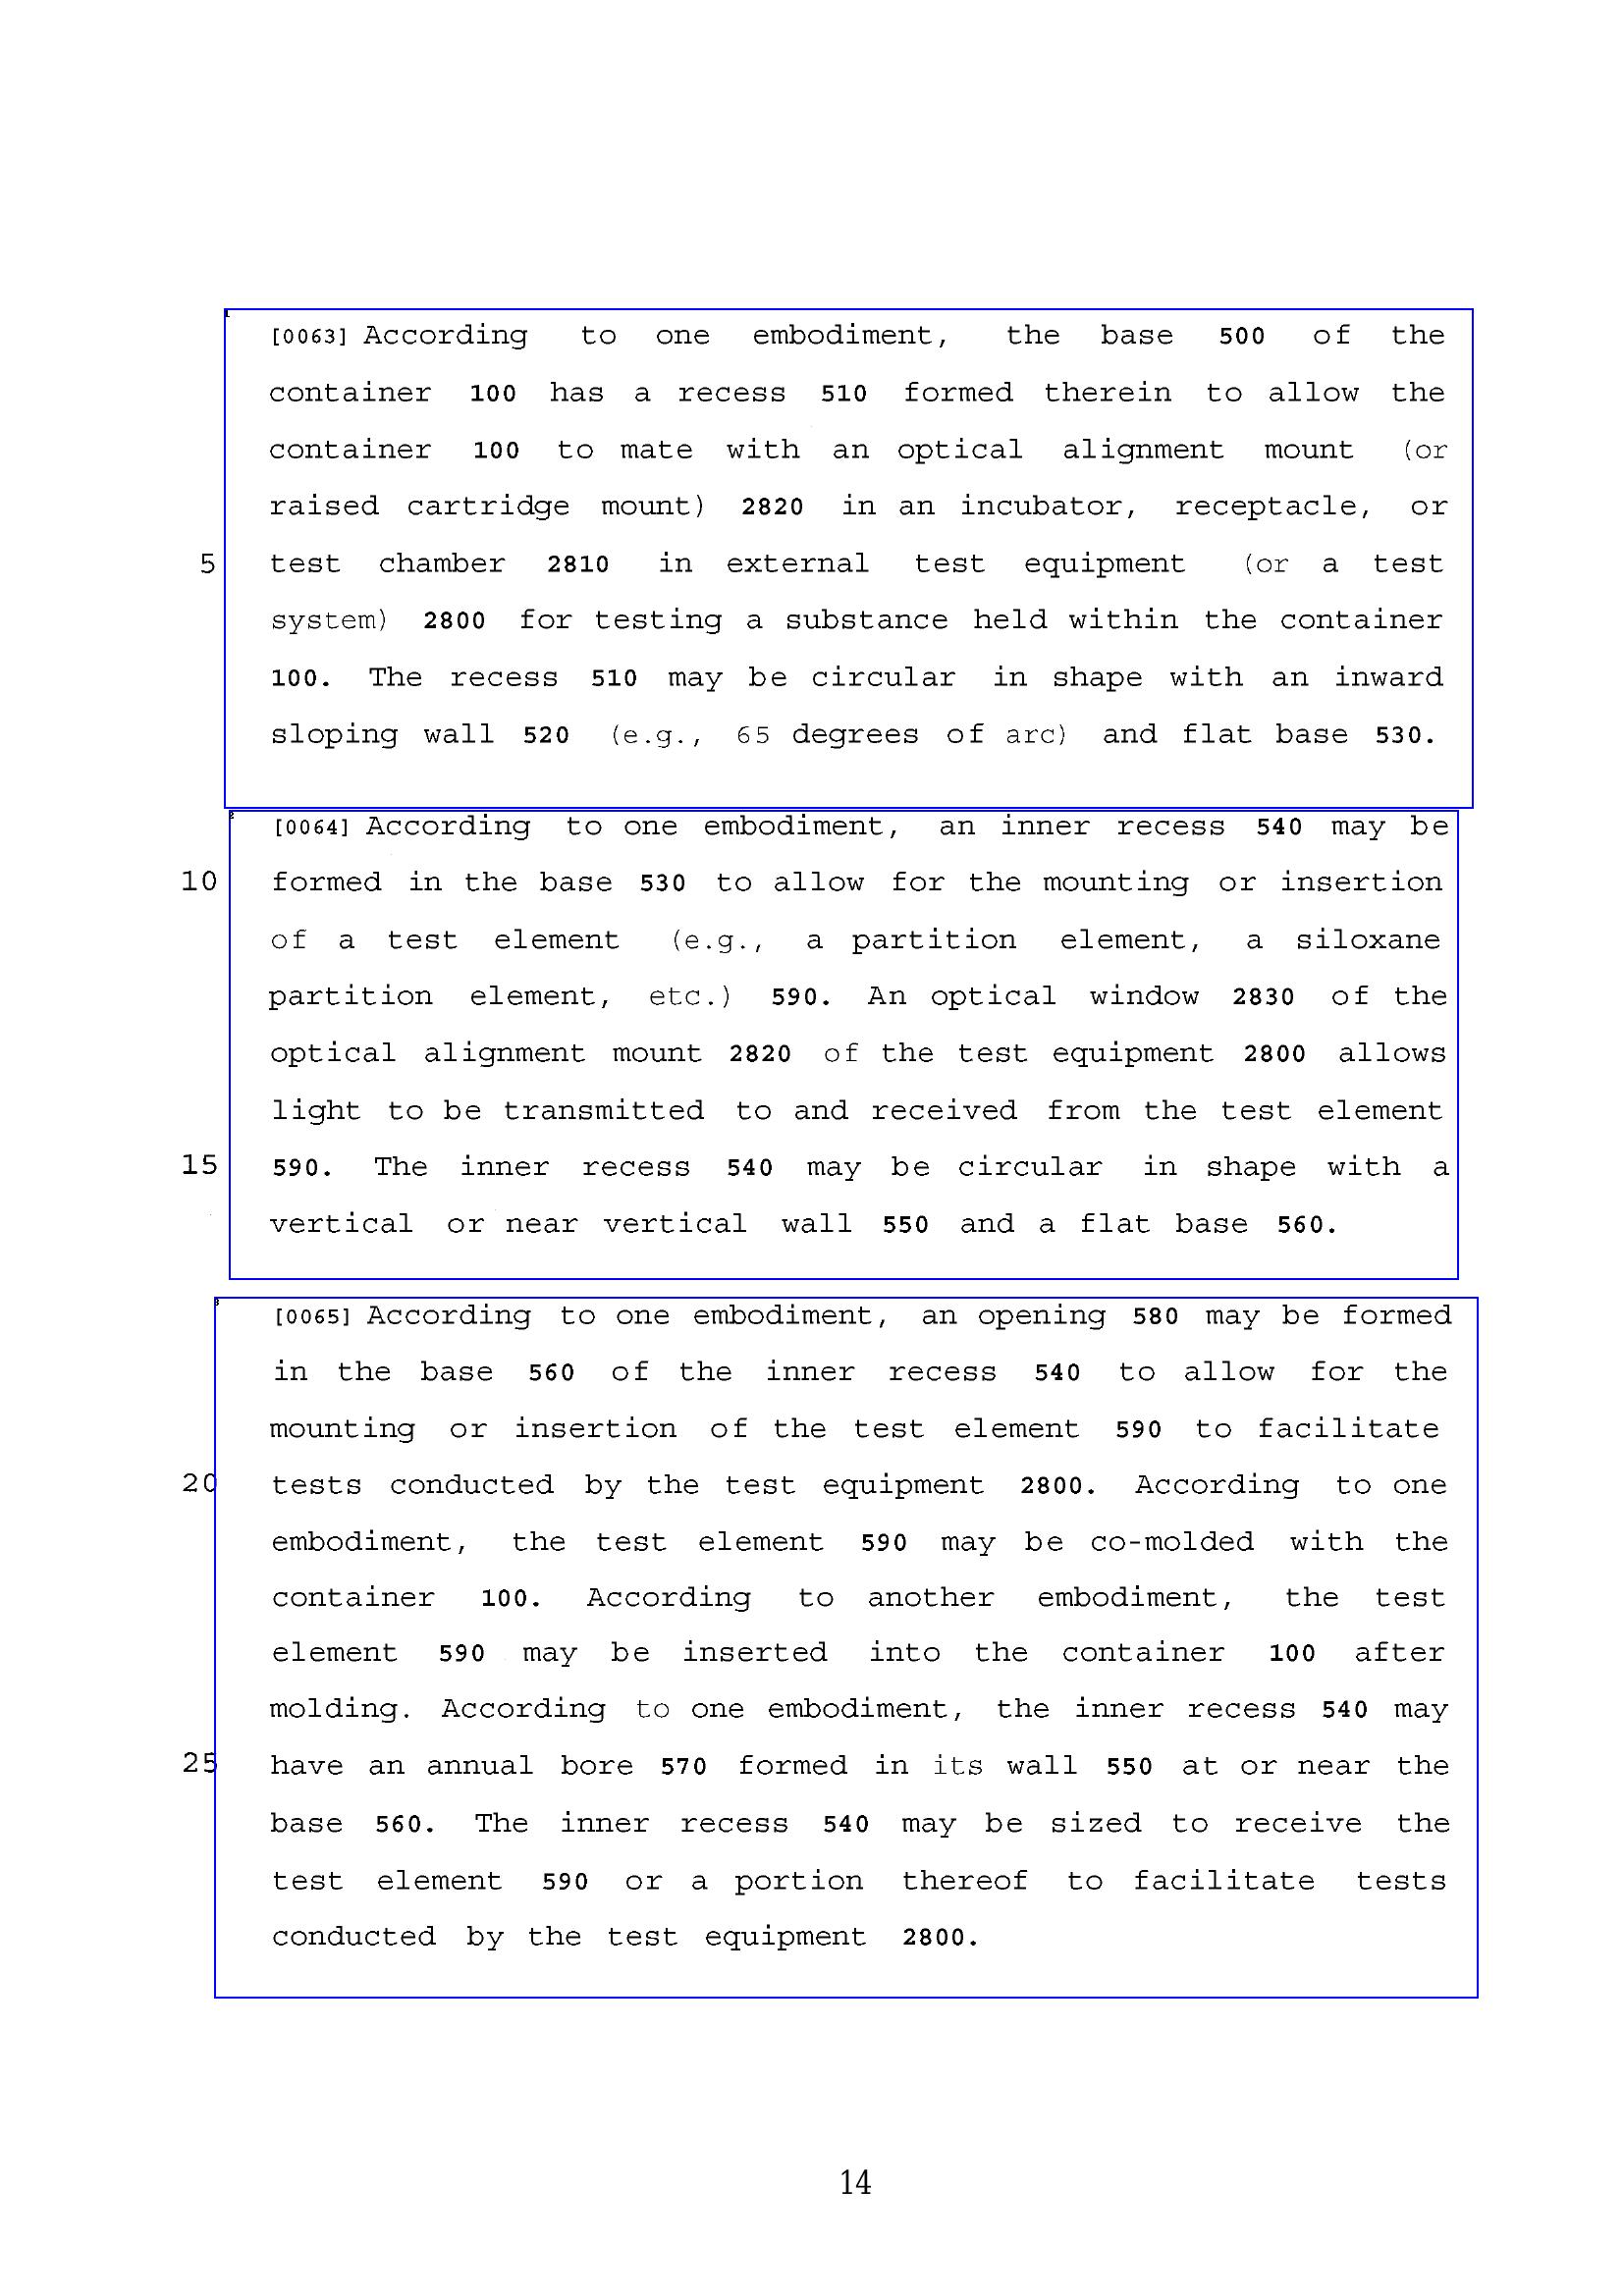 [0063] According to one embodiment, the base 500 of the
container 100 has a recess 510 formed therein to allow the
container 100 to mate with an optical alignment mount (or
raised cartridge mount) 2820 in an incubator, receptacle, or
5 test chamber 2810 in external test equipment (or a test
system) 2800 for testing a substance held within the container
100. The recess 510 may be circular in shape with an inward
sloping wall 520 (e.g., 65 degrees of arc) and flat base 530.
[0064] According to one embodiment, an inner recess 540 may be
10 formed in the base 530 to allow for the mounting or insertion
of a test element (e.g., a partition element, a siloxane
partition element, etc.) 590. An optical window 2830 of the
optical alignment mount 2820 of the test equipment 2800 allows
light to be transmitted to and received from the test element
15 590. The inner recess 540 may be circular in shape with a
vertical or near vertical wall 550 and a flat base 560.
[0065] According to one embodiment, an opening 580 may be formed
in the base 560 of the inner recess 540 to allow for the
mounting or insertion of the test element 590 to facilitate
20 tests conducted by the test equipment 2800. According to one
embodiment, the test element 590 may be co-molded with the
container 100. According to another embodiment, the test
element 590 may be inserted into the container 100 after
molding. According to one embodiment, the inner recess 540 may
25 have an annual bore 570 formed in its wall 550 at or near the
base 560. The inner recess 540 may be sized to receive the
test element 590 or a portion thereof to facilitate tests
conducted by the test equipment 2800.
14